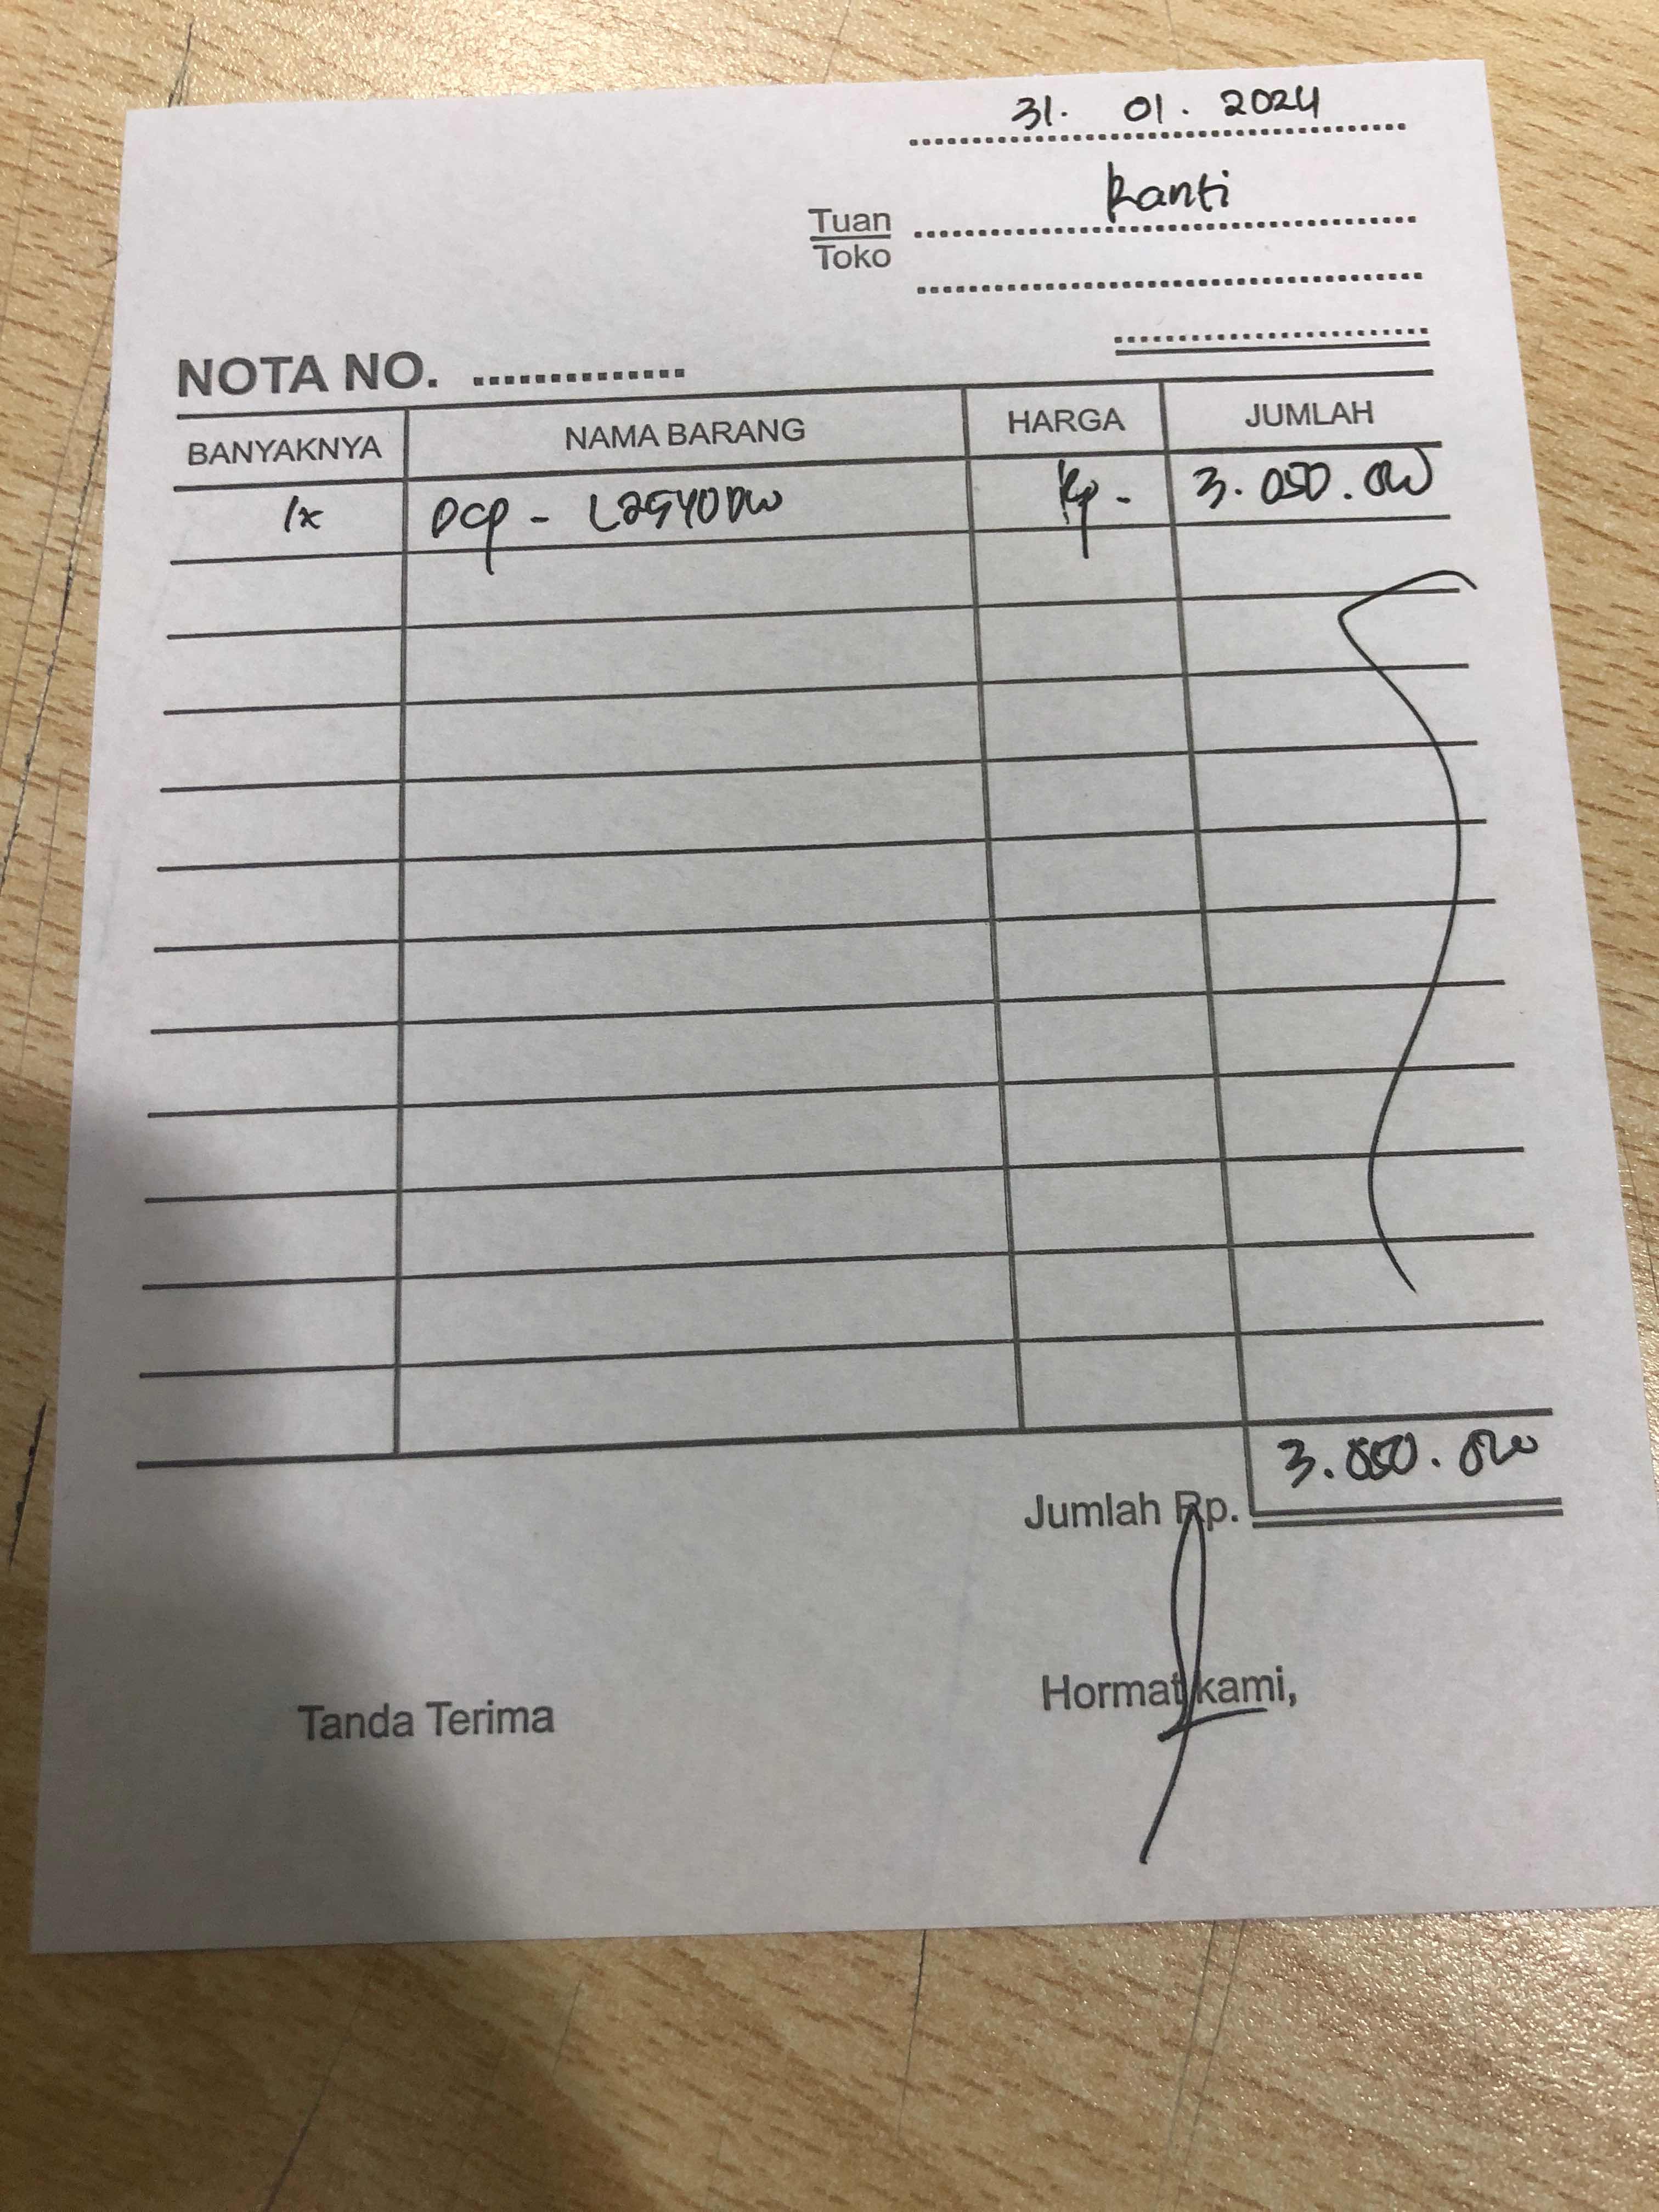 31. 01. 2024
Tuan Ranti
Toko
NOTA NO.
BANYAKNYA NAMA BARANG HARGA JUMLAH
1x DCP - L2540DW Rp - 3.050.000
Jumlah Rp. 3.050.000
Tanda Terima Hormat kami,